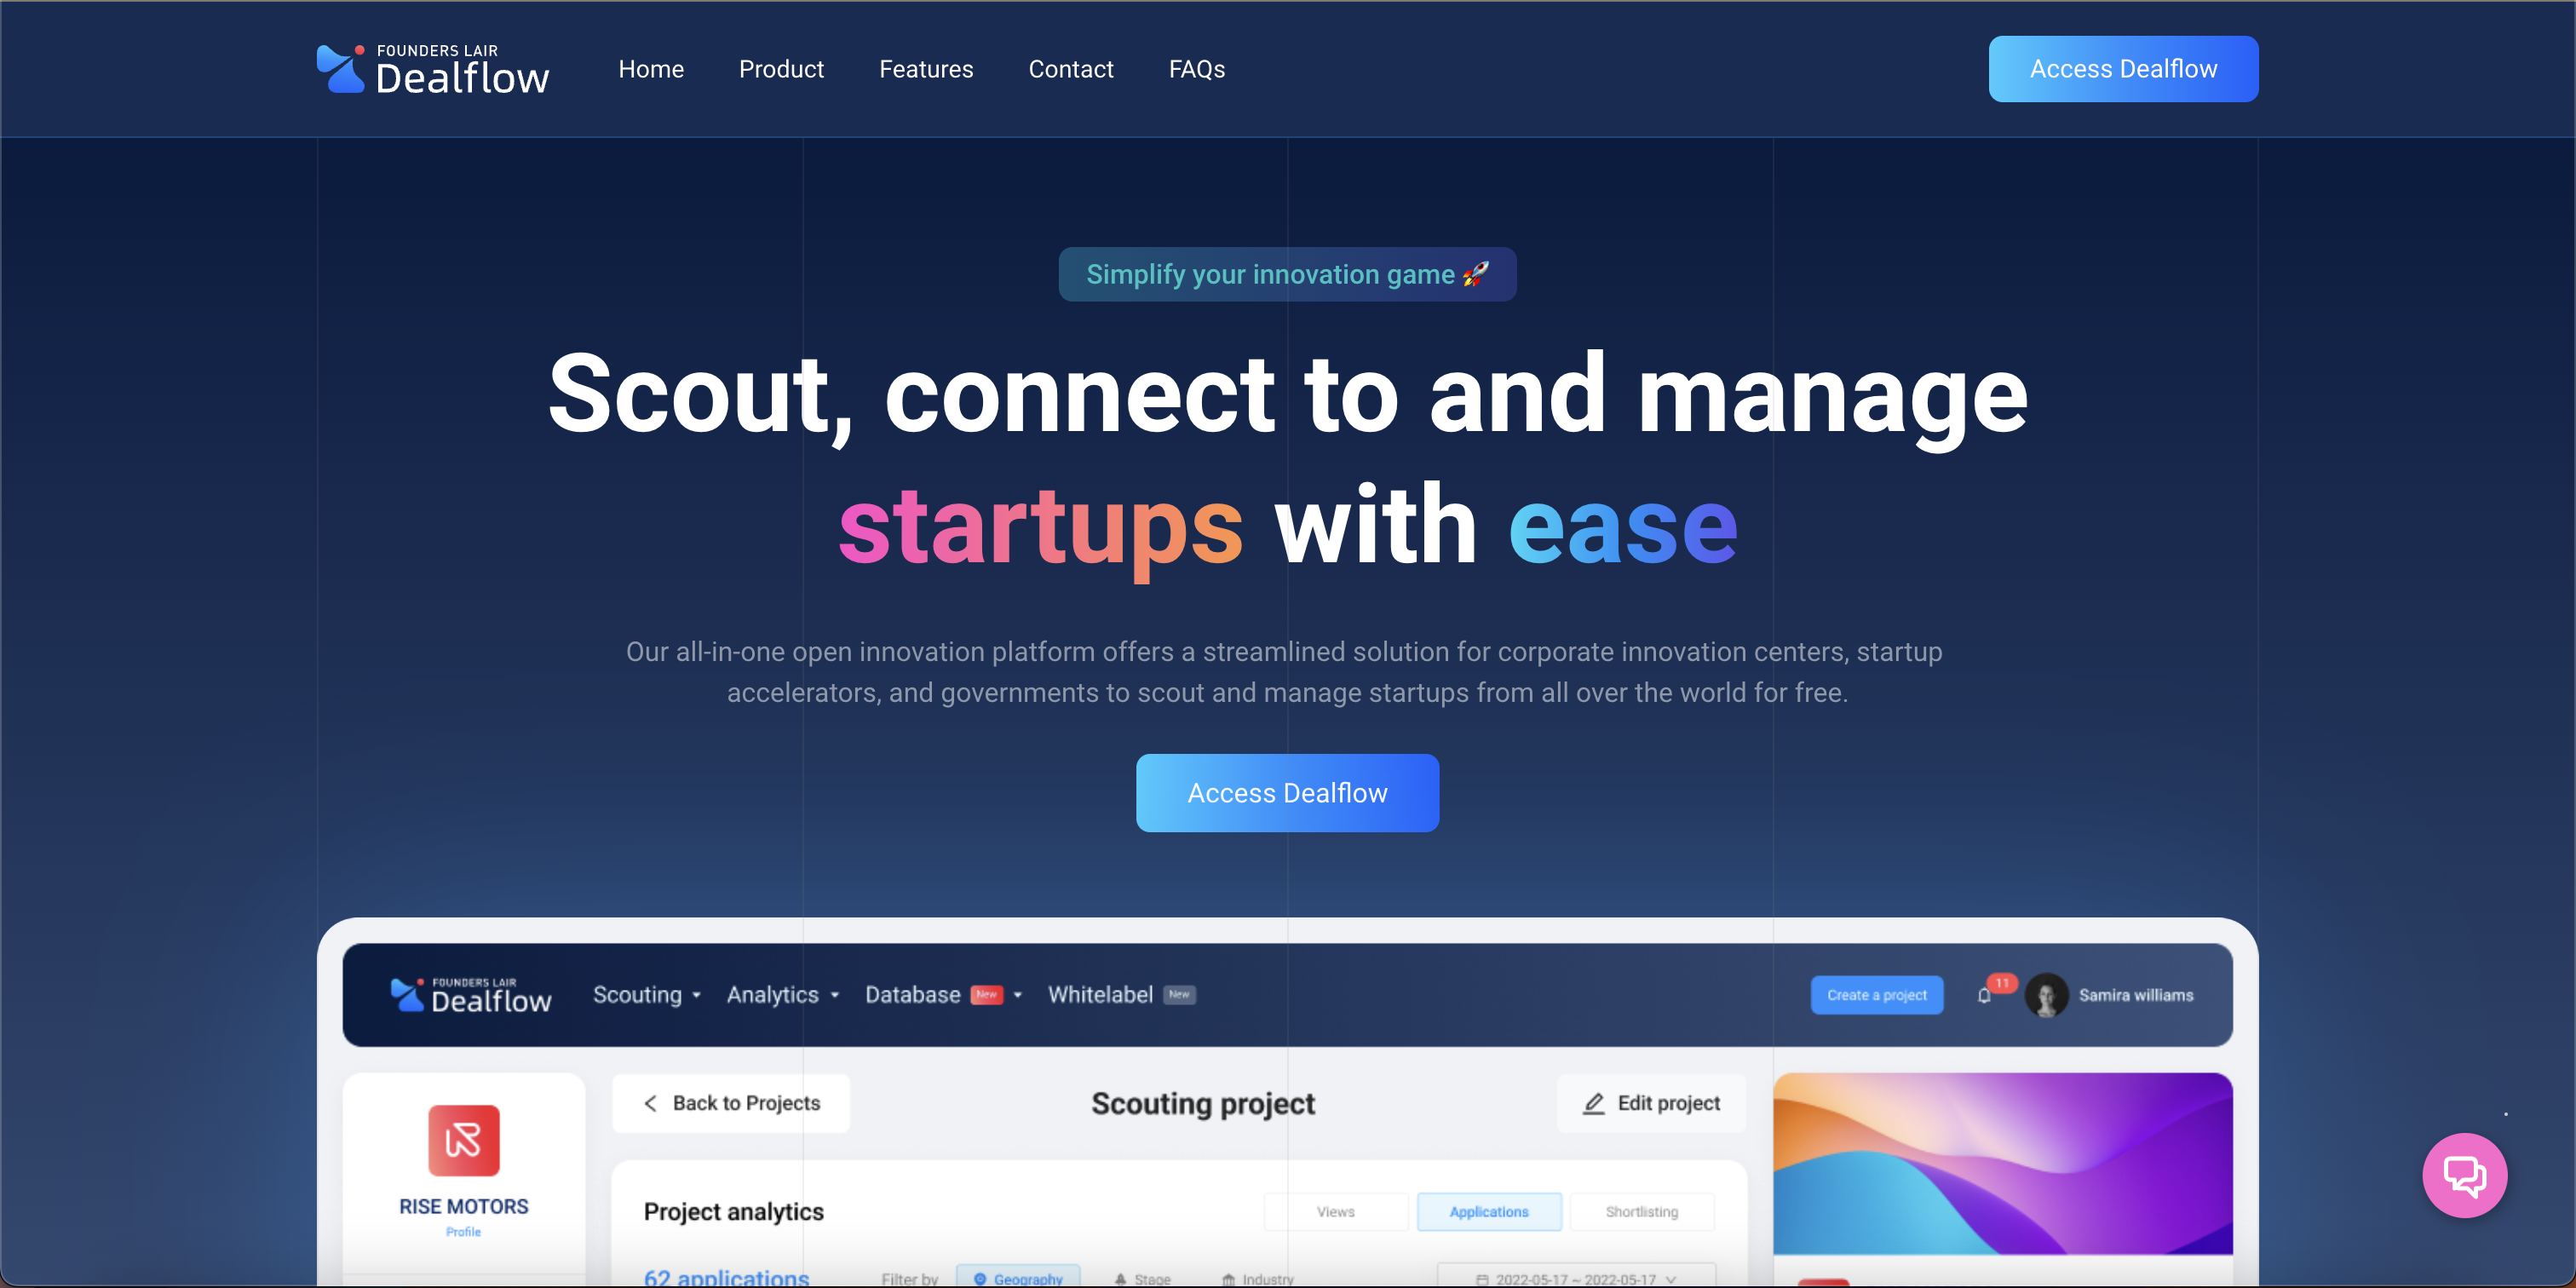 FOUNDERS LAIR
Dealflow
Home
Product
Features
Contact
FAQs
Access Dealflow
Simplify your innovation game 🚀
Scout, connect to and manage
startups with ease
Our all-in-one open innovation platform offers a streamlined solution for corporate innovation centers, startup
accelerators, and governments to scout and manage startups from all over the world for free.
Access Dealflow
FOUNDERS LAIR
Dealflow
Scouting
Analytics
Database New
Whitelabel New
Create a project
11
Samira williams
RISE MOTORS
Profile
Back to Projects
Scouting project
Edit project
Project analytics
Views
Applications
Shortlisting
62 applications
Filter by
Geography
Stage
Industry
2022-05-17 ~ 2022-05-17